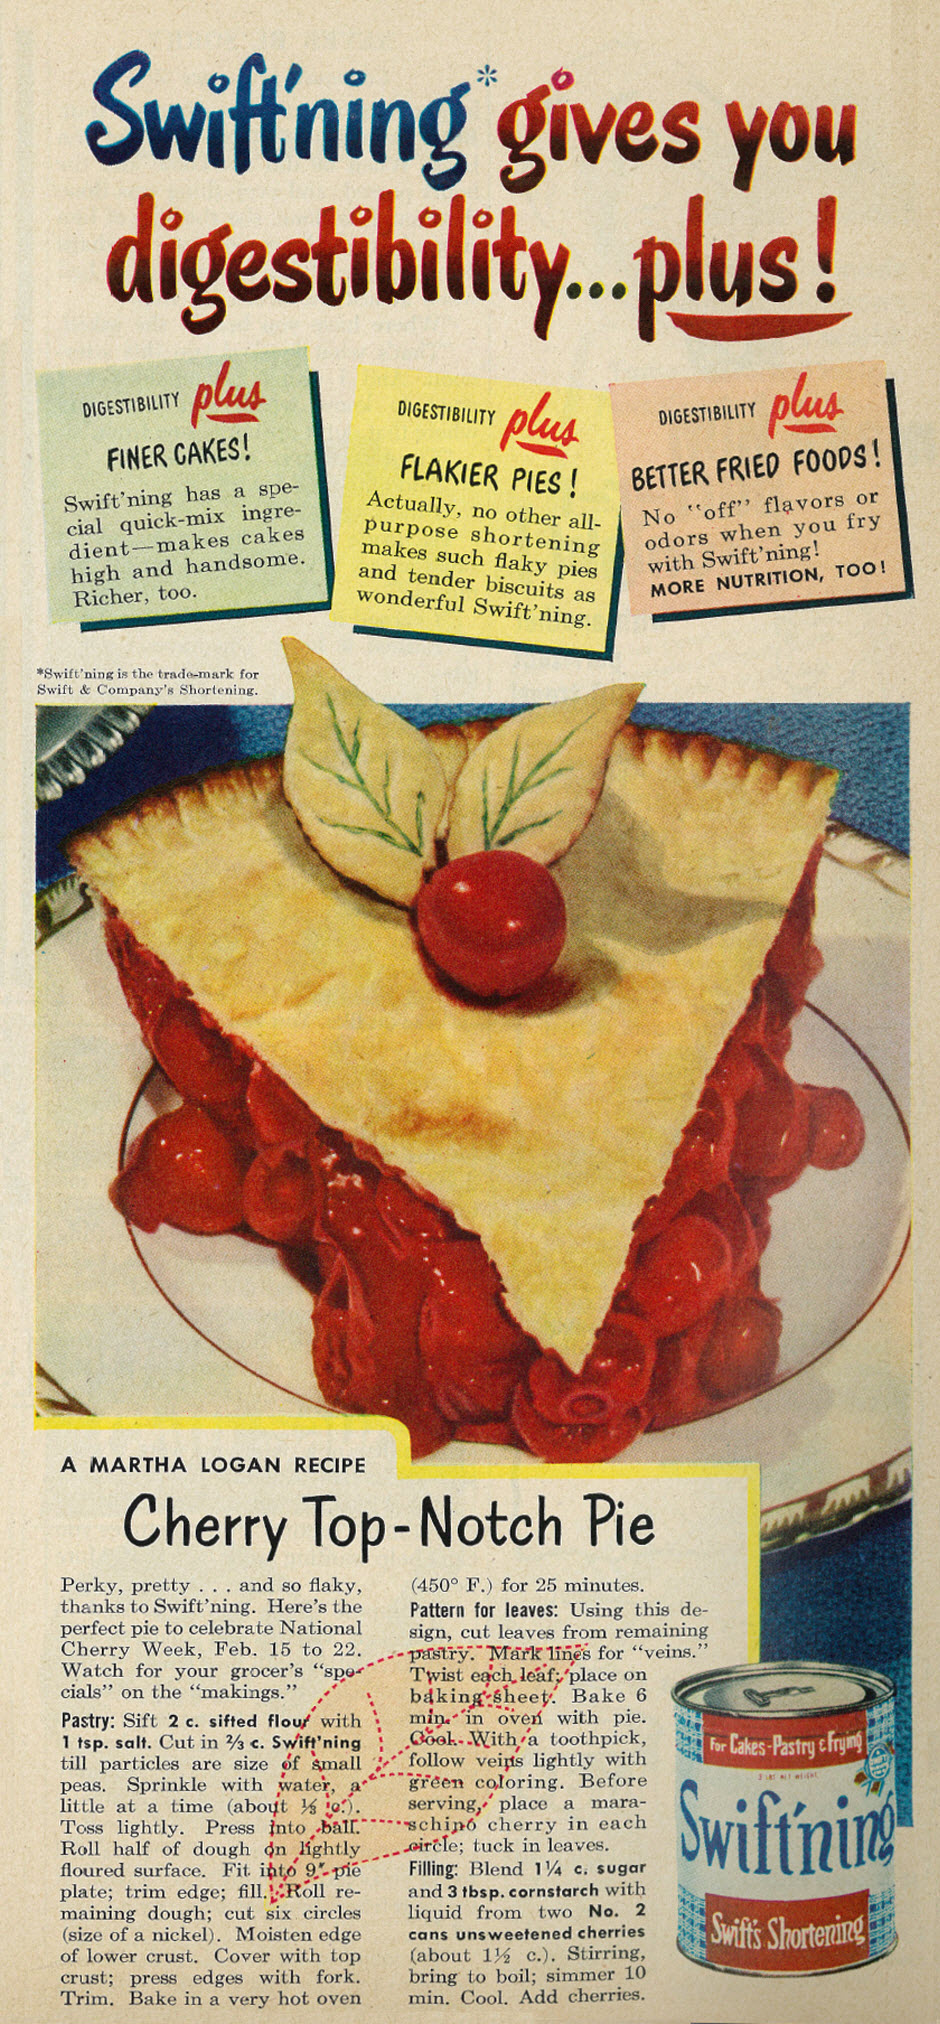 Swift'ning* gives you
digestibility...plus!
DIGESTIBILITY plus
FINER CAKES!
Swift'ning has a spe-
cial quick-mix ingre-
dient—makes cakes
high and handsome.
Richer, too.
DIGESTIBILITY plus
FLAKIER PIES!
Actually, no other all-
purpose shortening
makes such flaky pies
and tender biscuits as
wonderful Swift'ning.
DIGESTIBILITY plus
BETTER FRIED FOODS!
No "off" flavors or
odors when you fry
with Swift'ning!
MORE NUTRITION, TOO!
*Swift'ning is the trade-mark for
Swift & Company's Shortening.
A MARTHA LOGAN RECIPE
Cherry Top-Notch Pie
Perky, pretty . . . and so flaky,
thanks to Swift'ning. Here's the
perfect pie to celebrate National
Cherry Week, Feb. 15 to 22.
Watch for your grocer's "spe-
cials" on the "makings."
Pastry: Sift 2 c. sifted flour with
1 tsp. salt. Cut in ⅔ c. Swift'ning
till particles are size of small
peas. Sprinkle with water, a
little at a time (about ⅓ c.).
Toss lightly. Press into ball.
Roll half of dough on lightly
floured surface. Fit into 9" pie
plate; trim edge; fill. Roll re-
maining dough; cut six circles
(size of a nickel). Moisten edge
of lower crust. Cover with top
crust; press edges with fork.
Trim. Bake in a very hot oven
(450° F.) for 25 minutes.
Pattern for leaves: Using this de-
sign, cut leaves from remaining
pastry. Mark lines for "veins."
Twist each leaf; place on
baking sheet. Bake 6
min. in oven with pie.
Cool. With a toothpick,
follow veins lightly with
green coloring. Before
serving, place a mara-
schino cherry in each
circle; tuck in leaves.
Filling: Blend 1¼ c. sugar
and 3 tbsp. cornstarch with
liquid from two No. 2
cans unsweetened cherries
(about 1½ c.). Stirring,
bring to boil; simmer 10
min. Cool. Add cherries.
For Cakes-Pastry & Frying
3 LBS NET WEIGHT
Swift'ning
Swift's Shortening